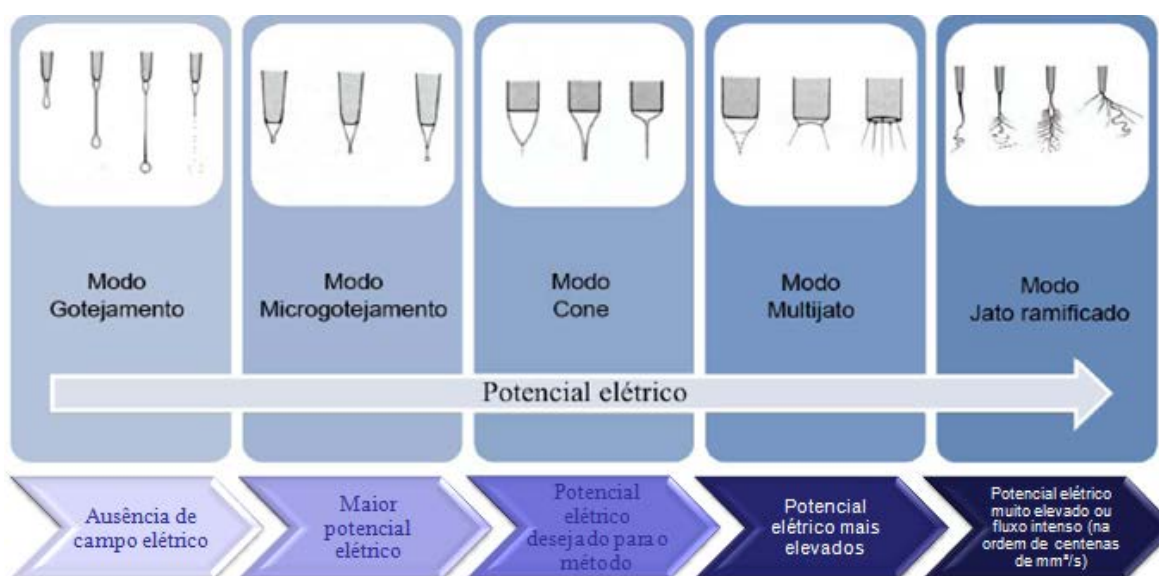 Modo
Gotejamento
Modo
Microgotejamento
Modo
Cone
Modo
Multijato
Modo
Jato ramificado
Potencial elétrico
Ausência de
campo elétrico
Maior
potencial
elétrico
Potencial
elétrico
desejado para o
método
Potencial
elétrico mais
elevados
Potencial elétrico
muito elevado ou
fluxo intenso (na
ordem de centenas
de mm³/s)